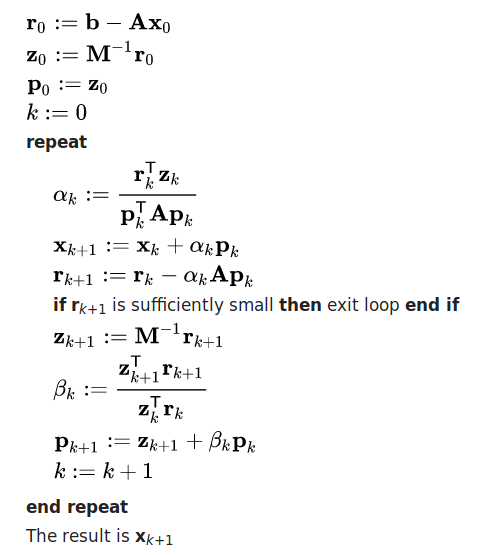 r₀ := b − Ax₀
z₀ := M⁻¹r₀
p₀ := z₀
k := 0
repeat
αₖ := rₖᵀzₖ / pₖᵀApₖ
xₖ₊₁ := xₖ + αₖpₖ
rₖ₊₁ := rₖ − αₖApₖ
if rₖ₊₁ is sufficiently small then exit loop end if
zₖ₊₁ := M⁻¹rₖ₊₁
βₖ := zₖ₊₁ᵀrₖ₊₁ / zₖᵀrₖ
pₖ₊₁ := zₖ₊₁ + βₖpₖ
k := k + 1
end repeat
The result is xₖ₊₁